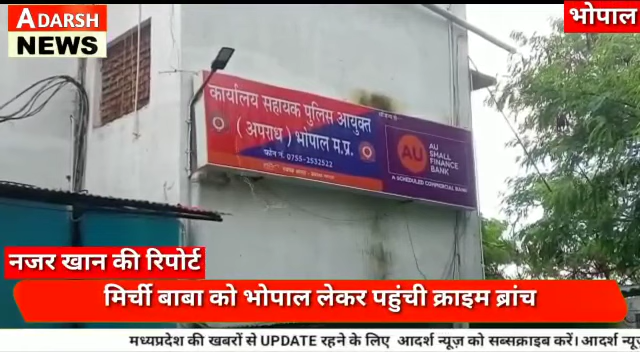 ADARSH
NEWS
भोपाल
कार्यालय सहायक पुलिस आयुक्त
( अपराध ) भोपाल म.प्र.
फ़ोन नं. 0755-2532522
AU
AU
SMALL
FINANCE
BANK
A SCHEDULED COMMERCIAL BANK
नजर खान की रिपोर्ट
मिर्ची बाबा को भोपाल लेकर पहुंची क्राइम ब्रांच
मध्यप्रदेश की खबरों से UPDATE रहने के लिए आदर्श न्यूज़ को सब्सक्राइब करें। आदर्श न्यू